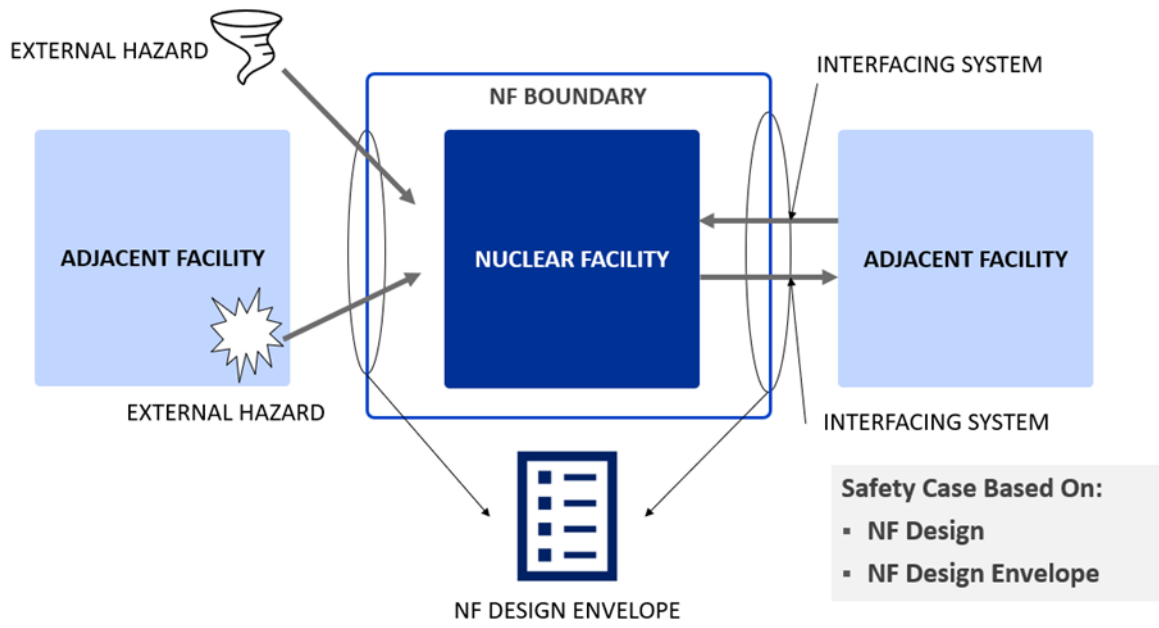 EXTERNAL HAZARD
INTERFACING SYSTEM
NF BOUNDARY
ADJACENT FACILITY
NUCLEAR FACILITY
ADJACENT FACILITY
EXTERNAL HAZARD
INTERFACING SYSTEM
Safety Case Based On:
▪ NF Design
▪ NF Design Envelope
NF DESIGN ENVELOPE